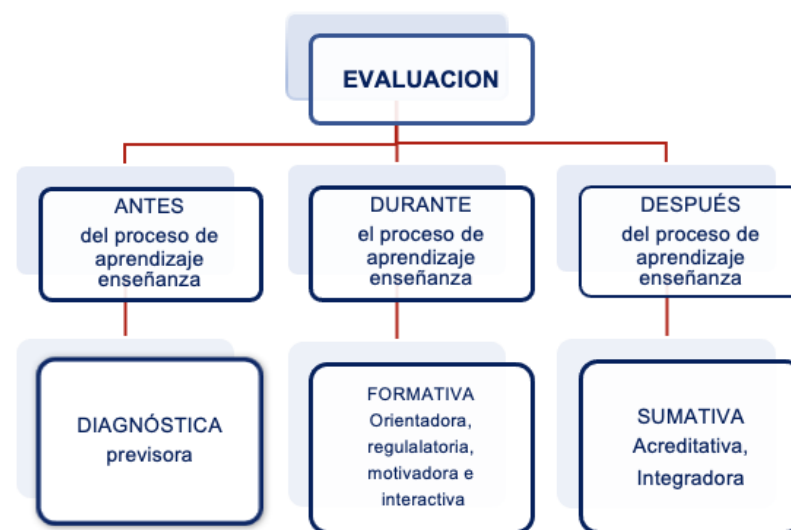 EVALUACION
ANTES
del proceso de
aprendizaje
enseñanza
DURANTE
el proceso de
aprendizaje
enseñanza
DESPUÉS
del proceso de
aprendizaje
enseñanza
DIAGNÓSTICA
previsora
FORMATIVA
Orientadora,
regulalatoria,
motivadora e
interactiva
SUMATIVA
Acreditativa,
Integradora